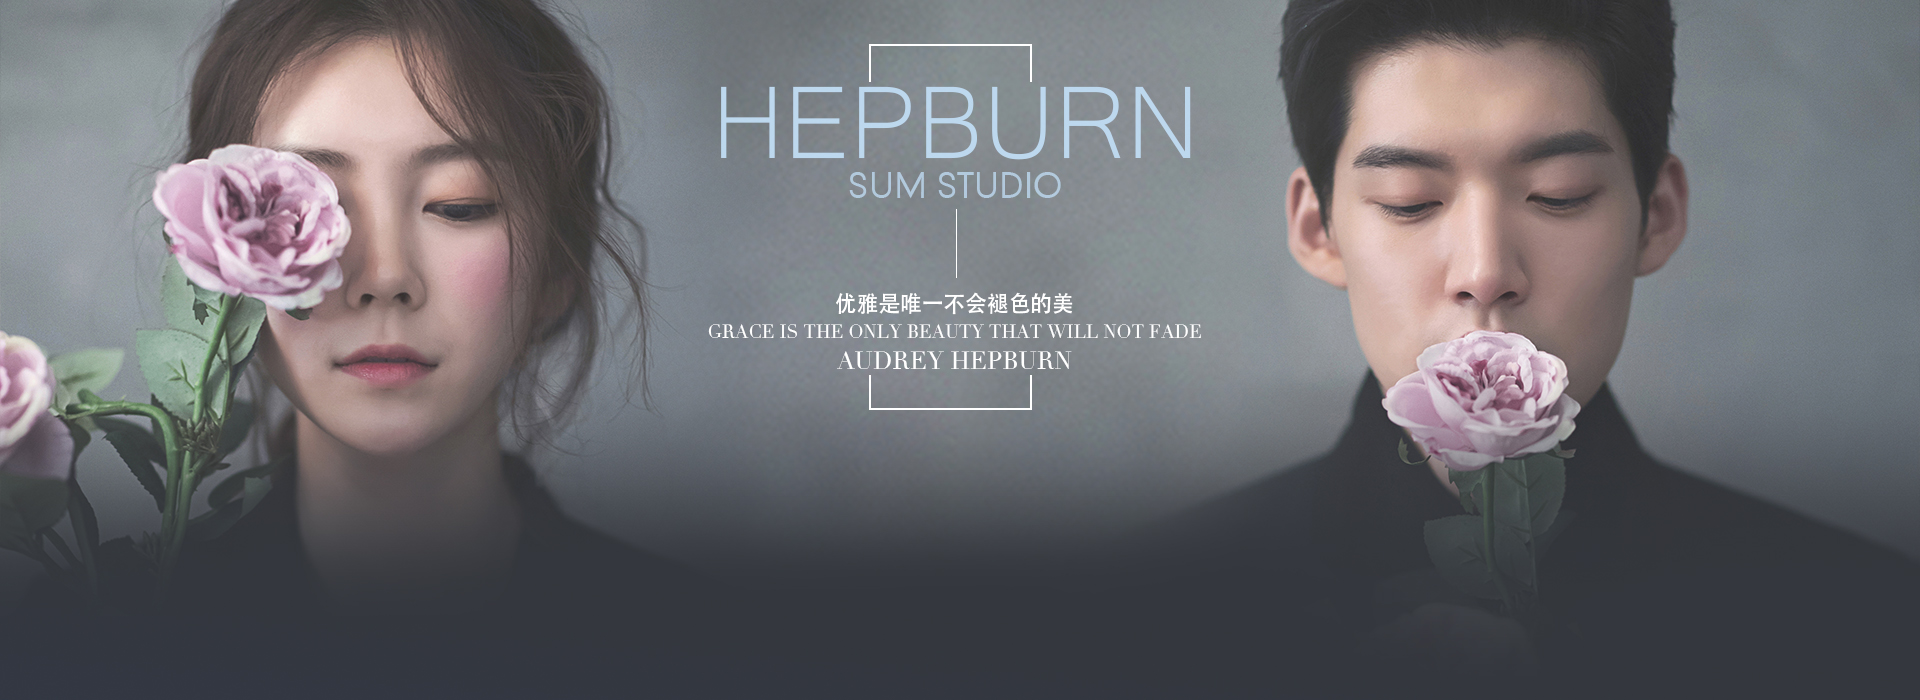 HEPBURN
SUM STUDIO
优雅是唯一不会褪色的美
GRACE IS THE ONLY BEAUTY THAT WILL NOT FADE
AUDREY HEPBURN